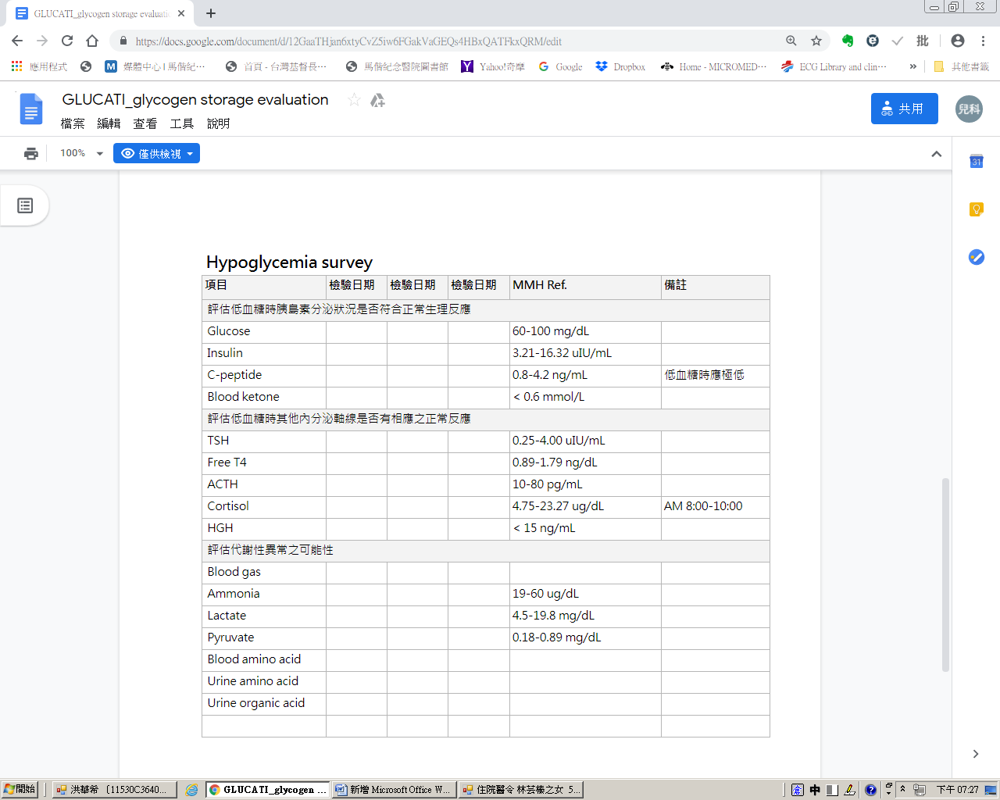 GLUCATI_glycogen storage evaluati
https://docs.google.com/document/d/12GaaTHjan6xtyCvZ5iw6FGakVaGEQs4HBxQATFkxQRM/edit
批
應用程式 媒體中心 | 馬偕紀… 首頁 - 台灣基督長… 馬偕紀念醫院圖書館 Yahoo!奇摩 Google Dropbox Home - MICROMED… ECG Library and clin… » 其他書籤
GLUCATI_glycogen storage evaluation
檔案 編輯 查看 工具 說明
共用
兒科
100% 僅供檢視
31
Hypoglycemia survey
項目 檢驗日期 檢驗日期 檢驗日期 MMH Ref. 備註
評估低血糖時胰島素分泌狀況是否符合正常生理反應
Glucose 60-100 mg/dL
Insulin 3.21-16.32 uIU/mL
C-peptide 0.8-4.2 ng/mL 低血糖時應極低
Blood ketone < 0.6 mmol/L
評估低血糖時其他內分泌軸線是否有相應之正常反應
TSH 0.25-4.00 uIU/mL
Free T4 0.89-1.79 ng/dL
ACTH 10-80 pg/mL
Cortisol 4.75-23.27 ug/dL AM 8:00-10:00
HGH < 15 ng/mL
評估代謝性異常之可能性
Blood gas
Ammonia 19-60 ug/dL
Lactate 4.5-19.8 mg/dL
Pyruvate 0.18-0.89 mg/dL
Blood amino acid
Urine amino acid
Urine organic acid
開始 洪華希 〔11530C3640... GLUCATI_glycogen ... 新增 Microsoft Office W... 住院醫令 林芸榛之女 5... 倉 中 下午 07:27